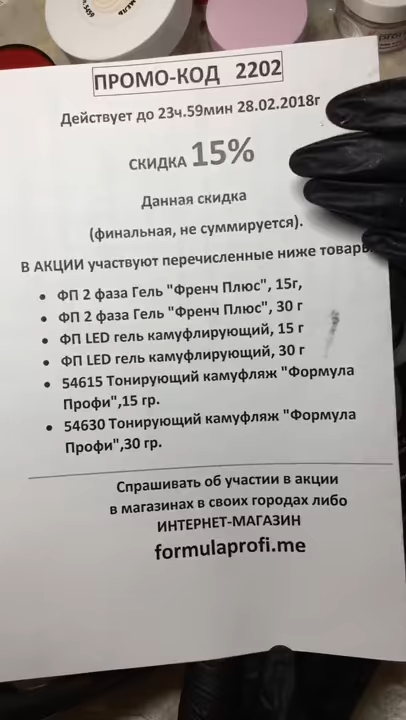 ПРОМО-КОД 2202
Действует до 23ч.59мин 28.02.2018г
СКИДКА 15%
Данная скидка
(финальная, не суммируется).
В АКЦИИ участвуют перечисленные ниже товары
• ФП 2 фаза Гель "Френч Плюс", 15г,
• ФП 2 фаза Гель "Френч Плюс", 30 г
• ФП LED гель камуфлирующий, 15 г
• ФП LED гель камуфлирующий, 30 г
• 54615 Тонирующий камуфляж "Формула
Профи",15 гр.
• 54630 Тонирующий камуфляж "Формула
Профи",30 гр.
Спрашивать об участии в акции
в магазинах в своих городах либо
ИНТЕРНЕТ-МАГАЗИН
formulaprofi.me